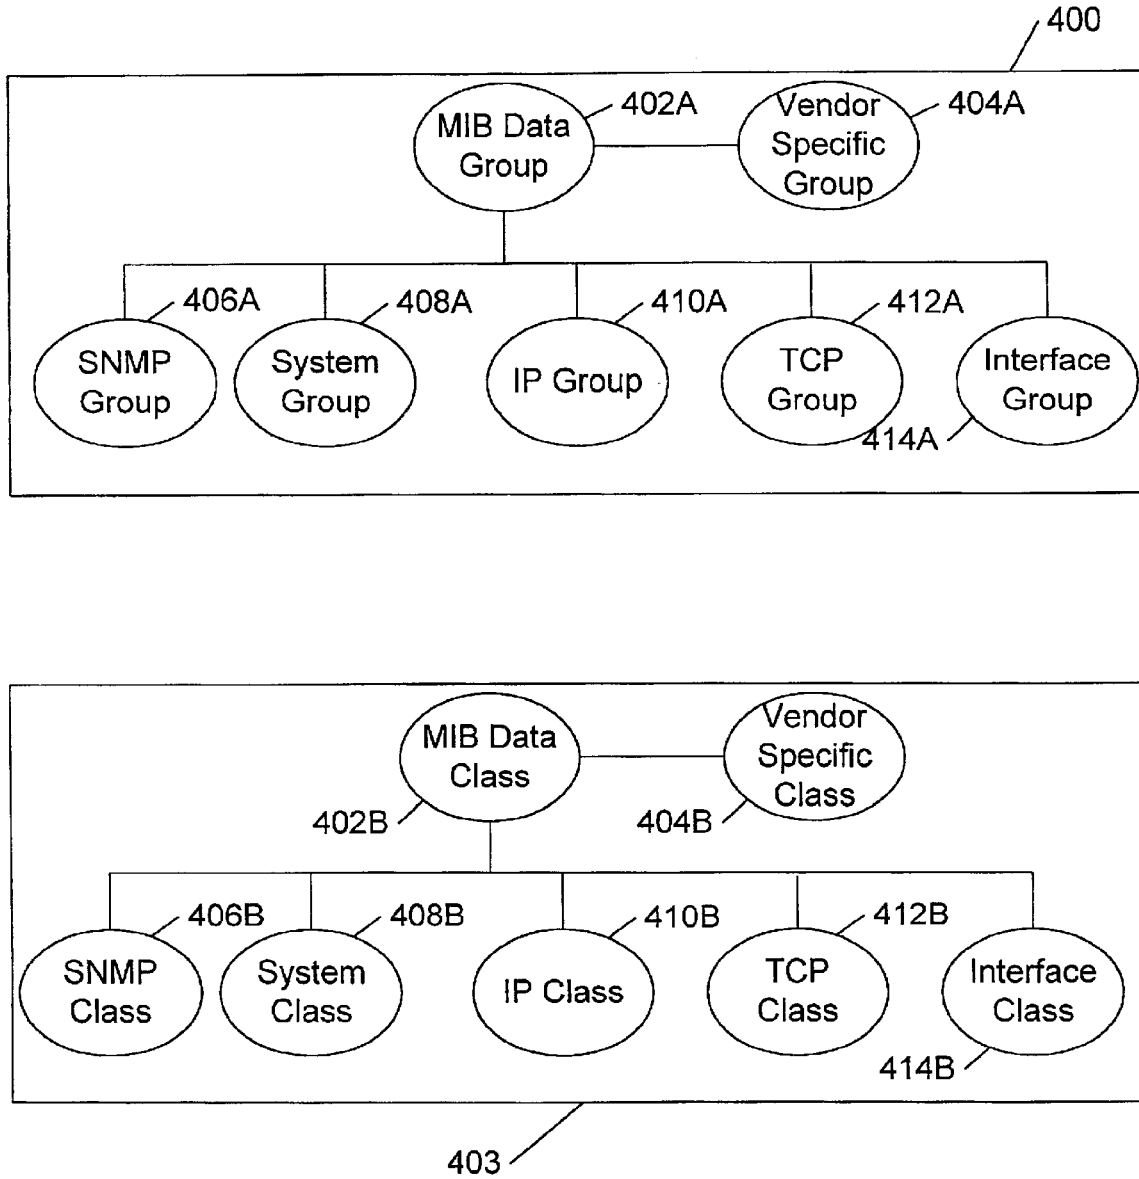 400
MIB Data
Group
402A
Vendor
Specific
Group
404A
406A
408A
410A
412A
SNMP
Group
System
Group
IP Group
TCP
Group
Interface
Group
414A
MIB Data
Class
402B
Vendor
Specific
Class
404B
406B
408B
410B
412B
SNMP
Class
System
Class
IP Class
TCP
Class
Interface
Class
414B
403